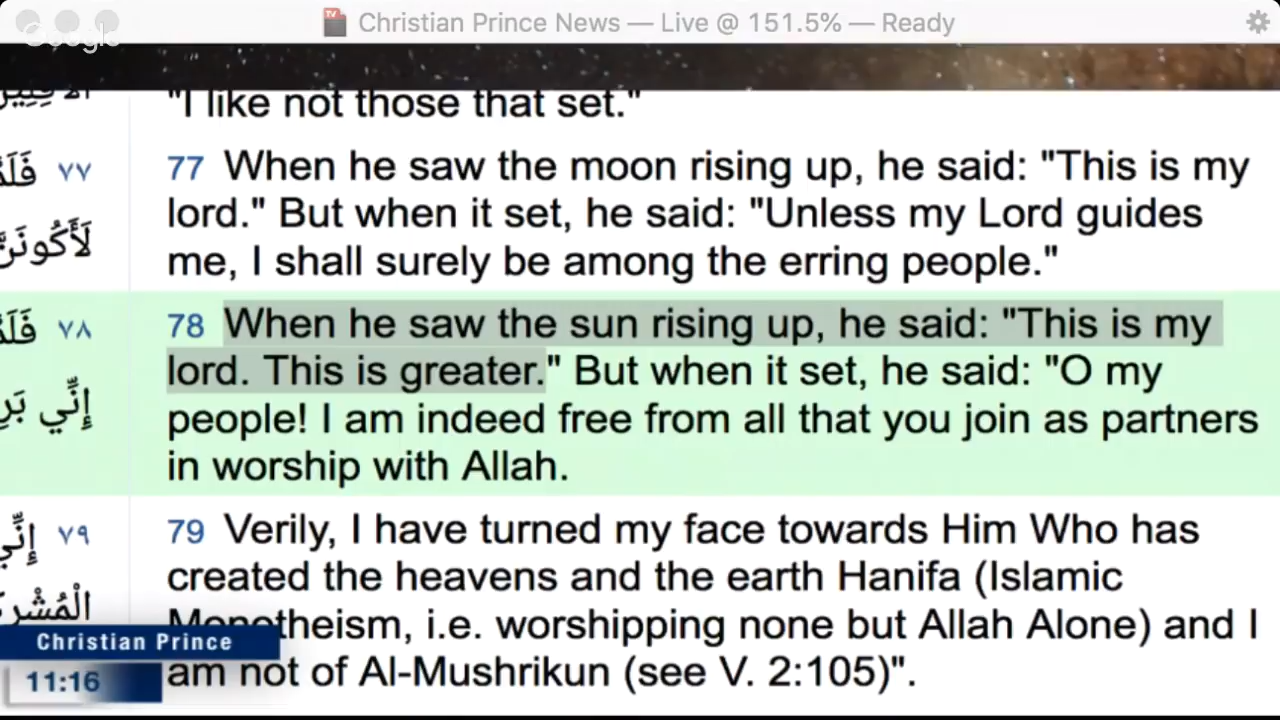 Christian Prince News — Live @ 151.5% — Ready
Google
"I like not those that set."
٧٧
77 When he saw the moon rising up, he said: "This is my
lord." But when it set, he said: "Unless my Lord guides
me, I shall surely be among the erring people."
٧٨
إِنِّي
78 When he saw the sun rising up, he said: "This is my
lord. This is greater." But when it set, he said: "O my
people! I am indeed free from all that you join as partners
in worship with Allah.
٧٩
79 Verily, I have turned my face towards Him Who has
created the heavens and the earth Hanifa (Islamic
Monotheism, i.e. worshipping none but Allah Alone) and I
am not of Al-Mushrikun (see V. 2:105)".
Christian Prince
11:16